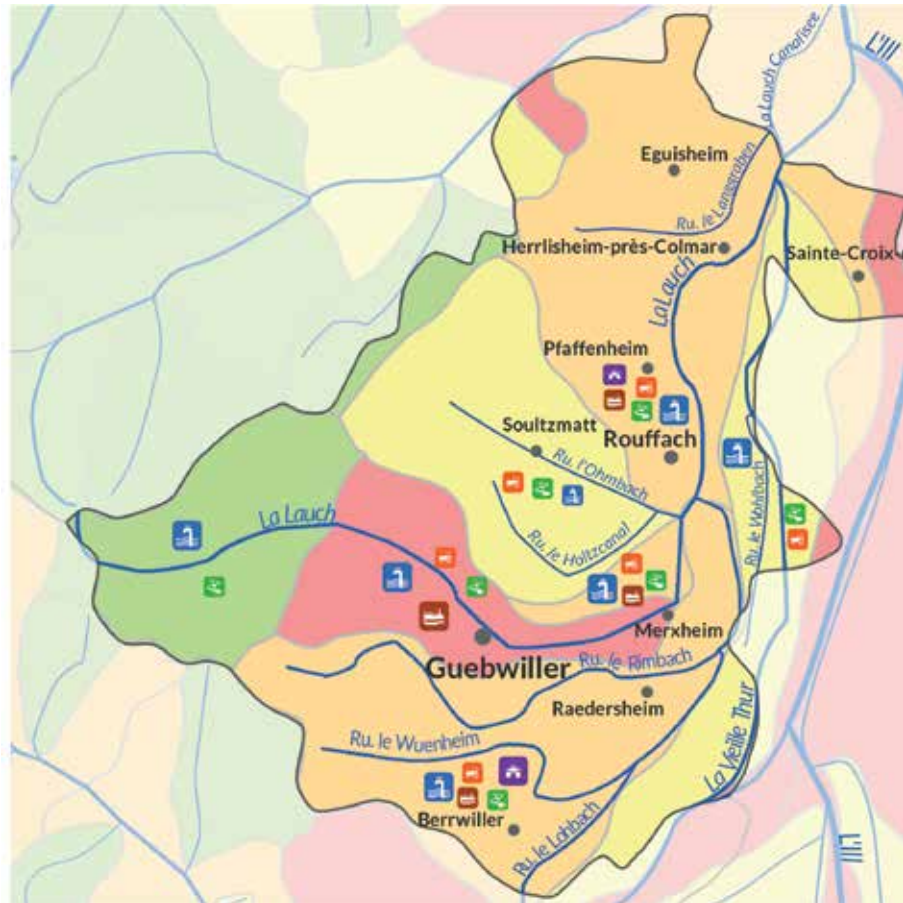 L'Ill
La Lauch Canalisée
Eguisheim
Ru. le Langgraben
Herrlisheim-près-Colmar
Sainte-Croix
La Lauch
Pfaffenheim
Soultzmatt
Rouffach
Ru. l'Ohmbach
Ru. le Wohlbach
La Lauch
Ru. le Holtzcanal
Merxheim
Guebwiller
Ru. le Rimbach
Raedersheim
Ru. le Wuenheim
La Vieille Thur
Berrwiller
Ru. le Lohbach
L'Ill